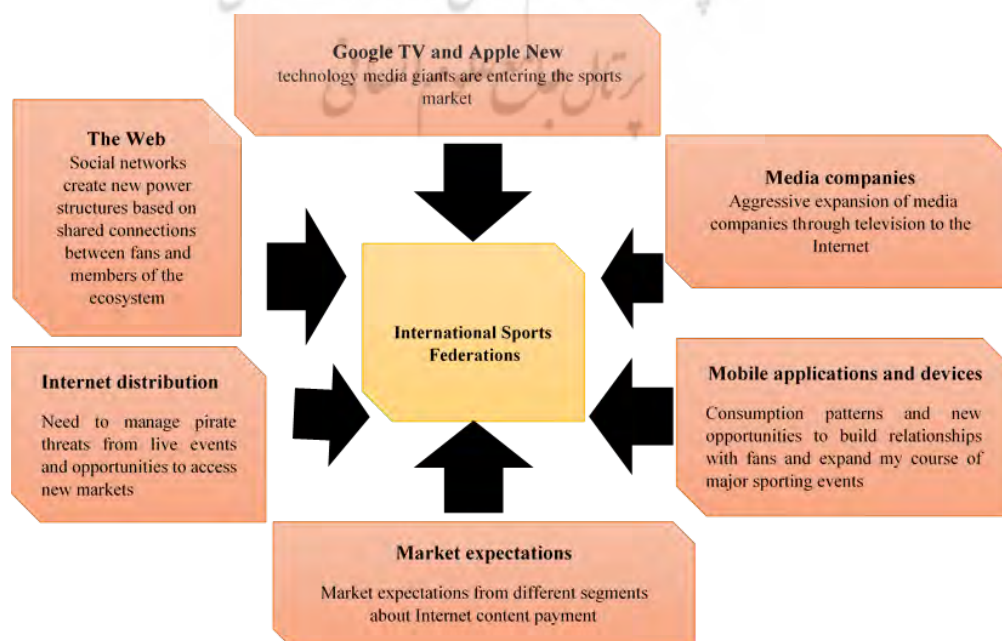 Google TV and Apple New
technology media giants are entering the sports
market
The Web
Social networks
create new power
structures based on
shared connections
between fans and
members of the
ecosystem
Media companies
Aggressive expansion of media
companies through television to the
Internet
International Sports
Federations
Internet distribution
Need to manage pirate
threats from live events
and opportunities to access
new markets
Mobile applications and devices
Consumption patterns and new
opportunities to build relationships
with fans and expand my course of
major sporting events
Market expectations
Market expectations from different segments
about Internet content payment